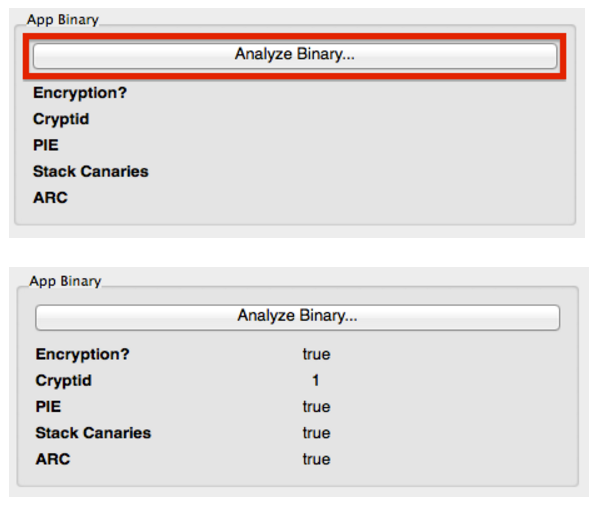 App Binary
Analyze Binary...
Encryption?
Cryptid
PIE
Stack Canaries
ARC
App Binary
Analyze Binary...
Encryption? true
Cryptid 1
PIE true
Stack Canaries true
ARC true